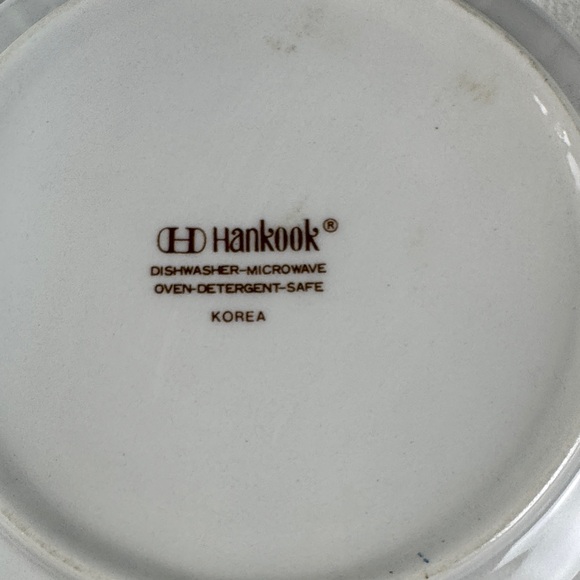 Hankook®
DISHWASHER-MICROWAVE
OVEN-DETERGENT-SAFE
KOREA